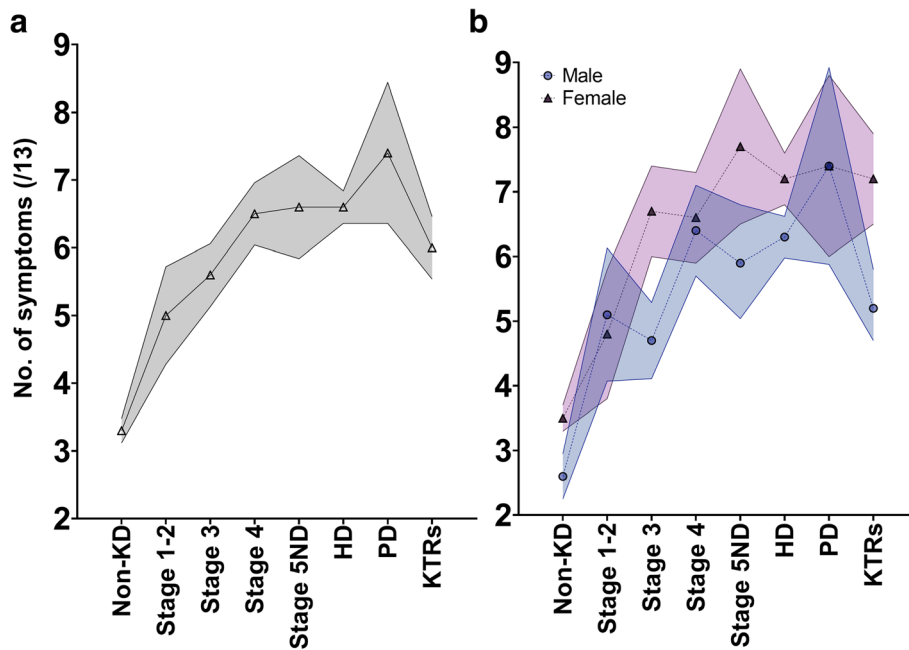 a
No. of symptoms (/13)
9
8
7
6
5
4
3
2
Non-KD
Stage 1-2
Stage 3
Stage 4
Stage 5ND
HD
PD
KTRs
b
Male
Female
9
8
7
6
5
4
3
2
Non-KD
Stage 1-2
Stage 3
Stage 4
Stage 5ND
HD
PD
KTRs